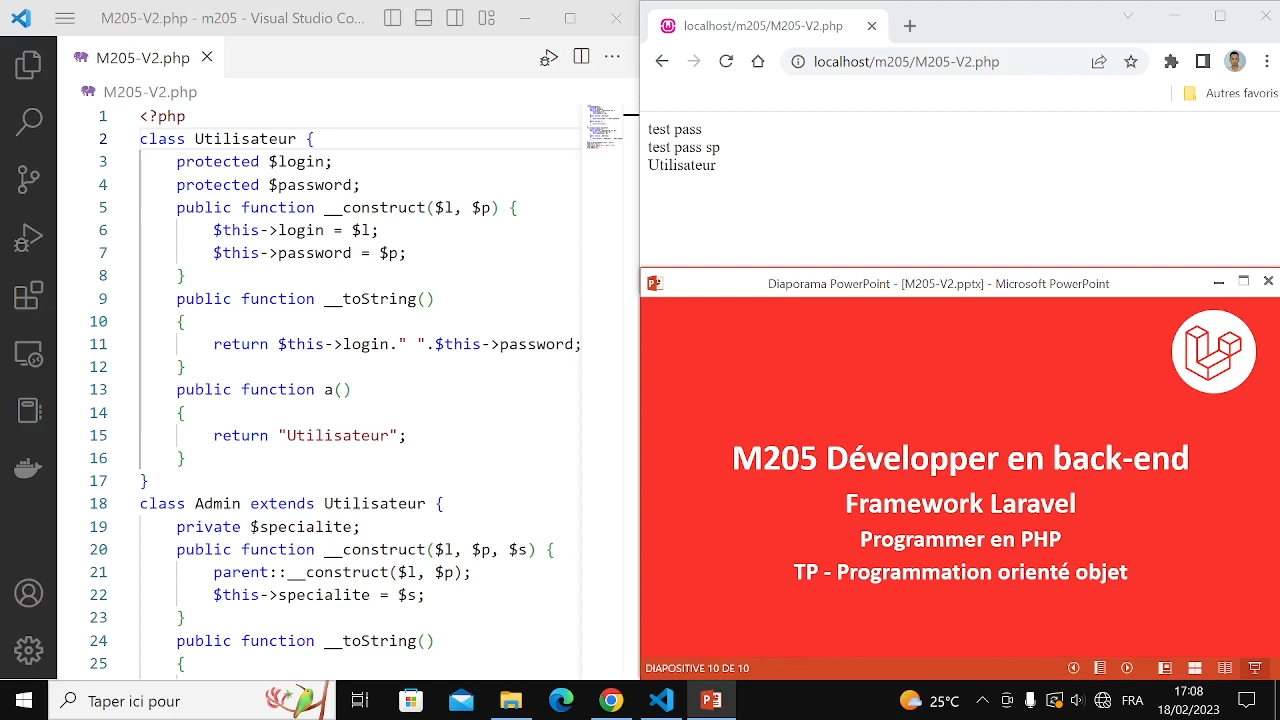 M205-V2.php - m205 - Visual Studio Co...
M205-V2.php
M205-V2.php
1 <?php
2 class Utilisateur {
3 protected $login;
4 protected $password;
5 public function __construct($l, $p) {
6 $this->login = $l;
7 $this->password = $p;
8 }
9 public function __toString()
10 {
11 return $this->login." ".$this->password;
12 }
13 public function a()
14 {
15 return "Utilisateur";
16 }
17 }
18 class Admin extends Utilisateur {
19 private $specialite;
20 public function __construct($l, $p, $s) {
21 parent::__construct($l, $p);
22 $this->specialite = $s;
23 }
24 public function __toString()
25 {
localhost/m205/M205-V2.php
localhost/m205/M205-V2.php
Autres favoris
test pass
test pass sp
Utilisateur
Diaporama PowerPoint - [M205-V2.pptx] - Microsoft PowerPoint
M205 Développer en back-end
Framework Laravel
Programmer en PHP
TP - Programmation orienté objet
DIAPOSITIVE 10 DE 10
Taper ici pour
25°C
FRA
17:08
18/02/2023